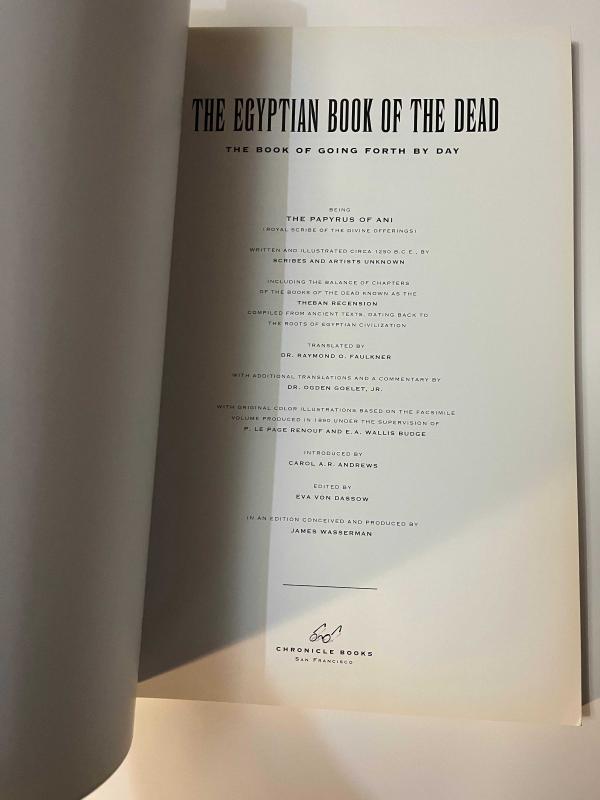 THE EGYPTIAN BOOK OF THE DEAD
THE BOOK OF GOING FORTH BY DAY
BEING
THE PAPYRUS OF ANI
(ROYAL SCRIBE OF THE DIVINE OFFERINGS)
WRITTEN AND ILLUSTRATED CIRCA 1250 B.C.E., BY
SCRIBES AND ARTISTS UNKNOWN
INCLUDING THE BALANCE OF CHAPTERS
OF THE BOOKS OF THE DEAD KNOWN AS THE
THEBAN RECENSION
COMPILED FROM ANCIENT TEXTS, DATING BACK TO
THE ROOTS OF EGYPTIAN CIVILIZATION
TRANSLATED BY
DR. RAYMOND O. FAULKNER
WITH ADDITIONAL TRANSLATIONS AND A COMMENTARY BY
DR. OGDEN GOELET, JR.
WITH ORIGINAL COLOR ILLUSTRATIONS BASED ON THE FACSIMILE
VOLUME PRODUCED IN 1890 UNDER THE SUPERVISION OF
P. LE PAGE RENOUF AND E.A. WALLIS BUDGE
INTRODUCED BY
CAROL A.R. ANDREWS
EDITED BY
EVA VON DASSOW
IN AN EDITION CONCEIVED AND PRODUCED BY
JAMES WASSERMAN
CHRONICLE BOOKS
SAN FRANCISCO